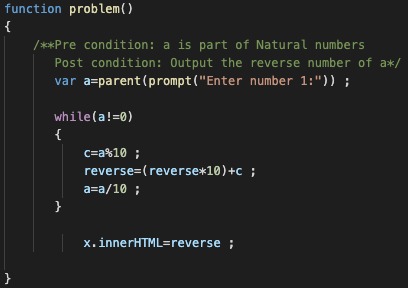 function problem()
{
/**Pre condition: a is part of Natural numbers
Post condition: Output the reverse number of a*/
var a=parent(prompt("Enter number 1:")) ;
while(a!=0)
{
c=a%10 ;
reverse=(reverse*10)+c ;
a=a/10 ;
}
x.innerHTML=reverse ;
}